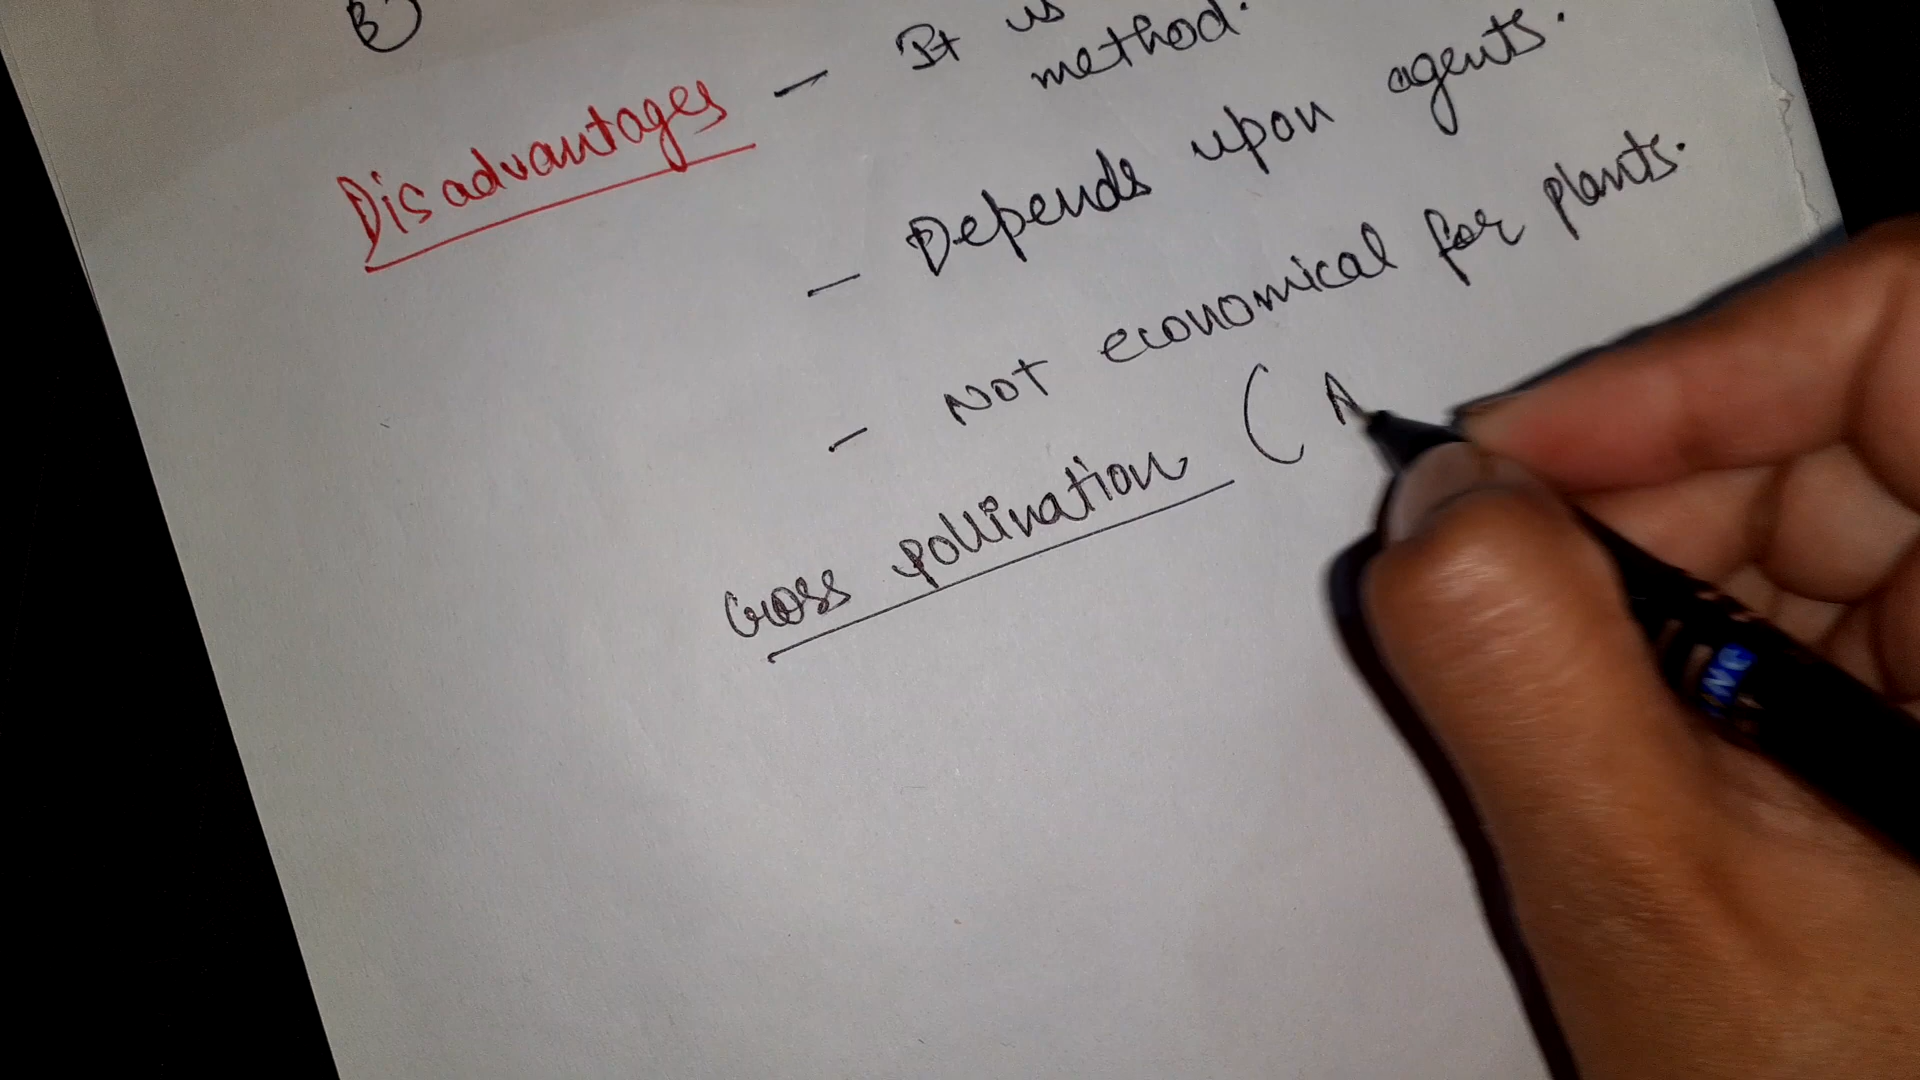 B
Disadvantages - It is
method.
- Depends upon agents.
- Not economical for plants.
Cross pollination ( A